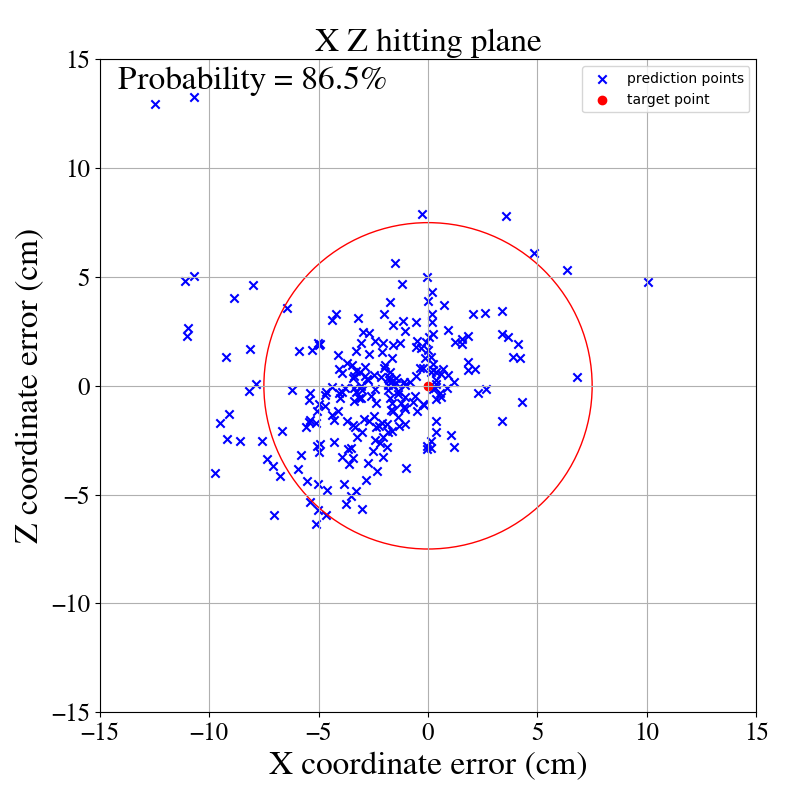 X Z hitting plane
Probability = 86.5%
prediction points
target point
15
10
5
0
−5
−10
−15
Z coordinate error (cm)
−15 −10 −5 0 5 10 15
X coordinate error (cm)